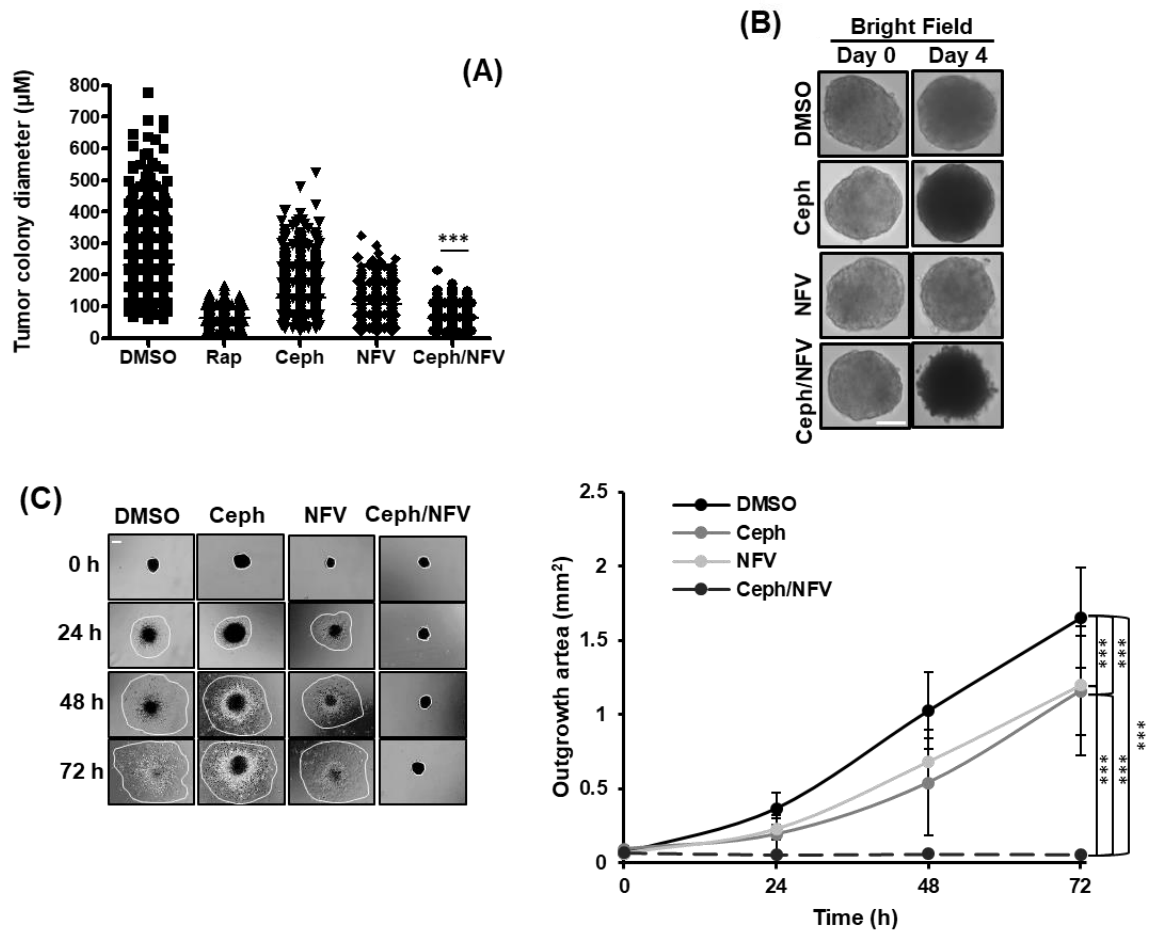 (A)
Tumor colony diameter (µM)
800
700
600
500
400
300
200
100
0
***
DMSO Rap Ceph NFV Ceph/NFV
(B)
Bright Field
Day 0 Day 4
DMSO
Ceph
NFV
Ceph/NFV
(C)
DMSO Ceph NFV Ceph/NFV
0 h
24 h
48 h
72 h
Outgrowth artea (mm²)
2.5
2
1.5
1
0.5
0
DMSO
Ceph
NFV
Ceph/NFV
***
***
***
***
***
0 24 48 72
Time (h)